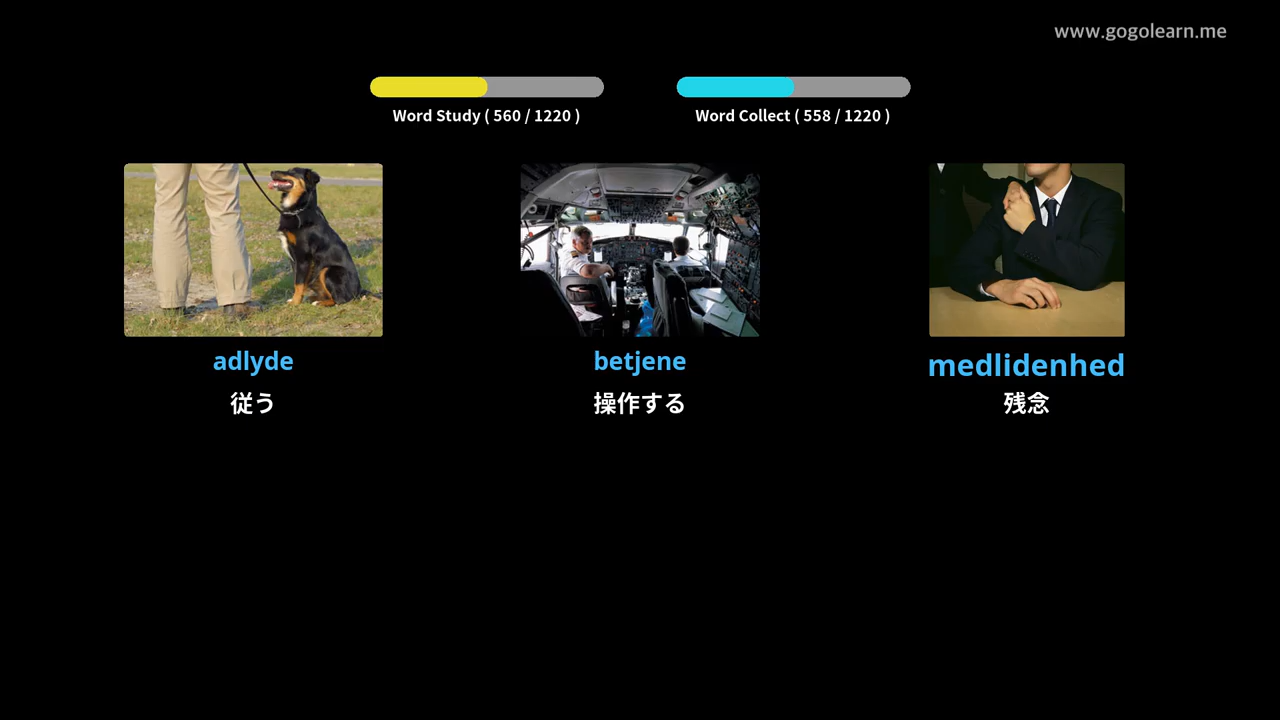 www.gogolearn.me
Word Study ( 560 / 1220 )
Word Collect ( 558 / 1220 )
adlyde
betjene
medlidenhed
従う
操作する
残念